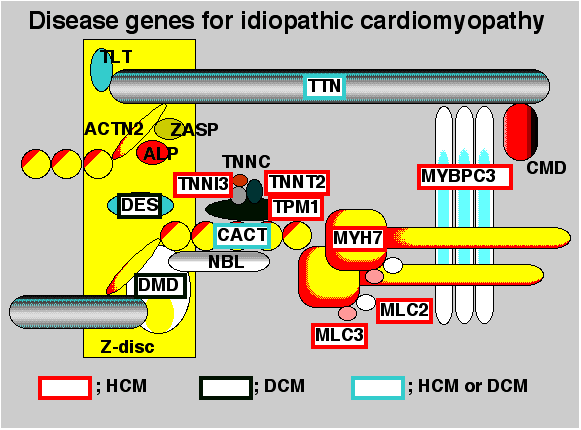 Disease genes for idiopathic cardiomyopathy
TLT
TTN
ACTN2
ZASP
ALP
TNNC
TNNI3
TNNT2
MYBPC3
CMD
DES
TPM1
CACT
MYH7
NBL
DMD
MLC2
MLC3
Z-disc
; HCM
; DCM
; HCM or DCM